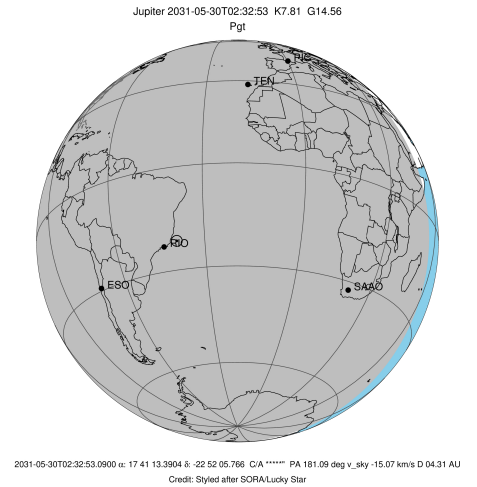 Jupiter 2031-05-30T02:32:53 K7.81 G14.56
Pgt
PIC
TEN
RIO
ESO
SAAO
2031-05-30T02:32:53.0900 α: 17 41 13.3904 δ: -22 52 05.766 C/A *****" PA 181.09 deg v_sky -15.07 km/s D 04.31 AU
Credit: Styled after SORA/Lucky Star